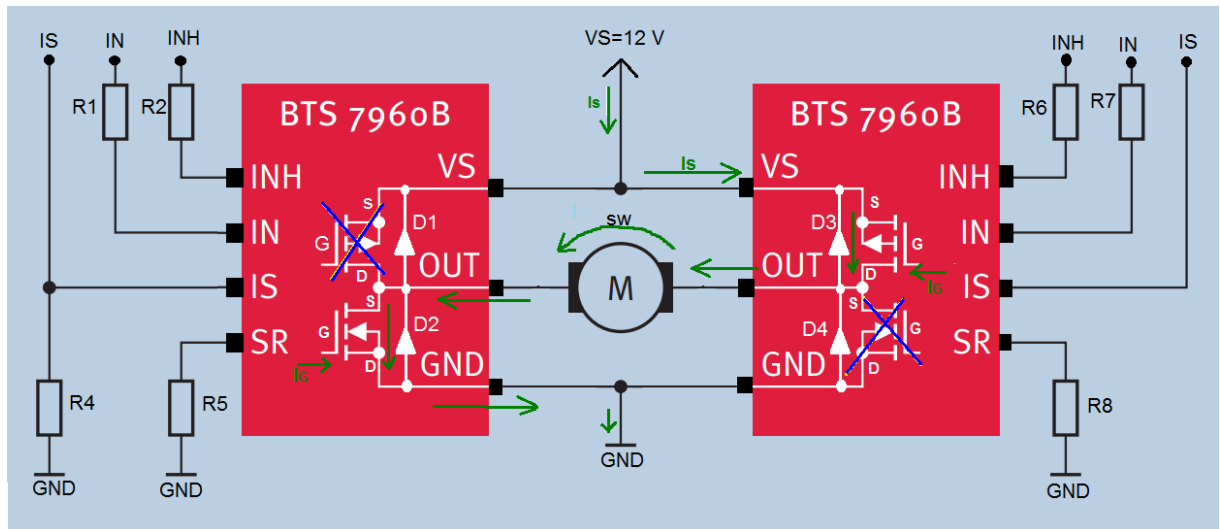 IS
IN
INH
VS=12 V
INH
IN
IS
R1
R2
Is
R6
R7
BTS 7960B
BTS 7960B
VS
Is
VS
INH
S
D1
sw
D3
S
INH
IN
G
G
IN
D
OUT
OUT
D
IG
IS
S
M
S
IS
SR
G
D2
D4
G
SR
IG
D
GND
GND
D
R4
R5
R8
GND
GND
GND
GND